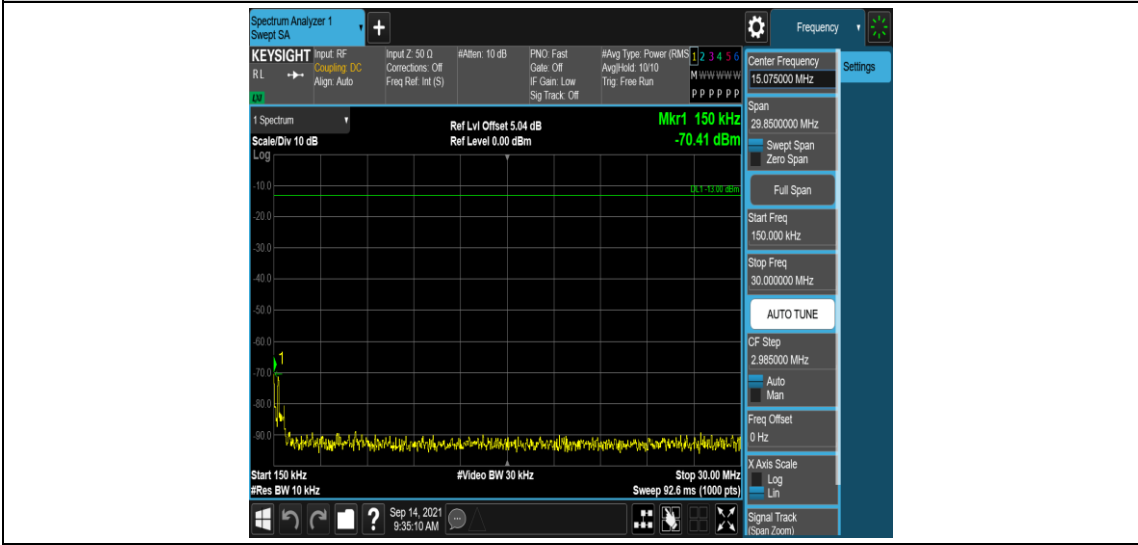 Spectrum Analyzer 1
Swept SA
+
Frequency
KEYSIGHT
RL
LM
Input: RF
Coupling: DC
Align: Auto
Input Z: 50 Ω
Corrections: Off
Freq Ref: Int (S)
#Atten: 10 dB
PNO: Fast
Gate: Off
IF Gain: Low
Sig Track: Off
#Avg Type: Power (RMS
Avg|Hold: 10/10
Trig: Free Run
1 2 3 4 5 6
M W W W W W
P P P P P P
1 Spectrum
Scale/Div 10 dB
Log
Ref Lvl Offset 5.04 dB
Ref Level 0.00 dBm
Mkr1 150 kHz
-70.41 dBm
DL1 -13.00 dBm
-10.0
-20.0
-30.0
-40.0
-50.0
-60.0
-70.0
-80.0
-90.0
1
Start 150 kHz
#Res BW 10 kHz
#Video BW 30 kHz
Stop 30.00 MHz
Sweep 92.6 ms (1000 pts)
Center Frequency
15.075000 MHz
Settings
Span
29.8500000 MHz
Swept Span
Zero Span
Full Span
Start Freq
150.000 kHz
Stop Freq
30.000000 MHz
AUTO TUNE
CF Step
2.985000 MHz
Auto
Man
Freq Offset
0 Hz
X Axis Scale
Log
Lin
Signal Track
(Span Zoom)
?
Sep 14, 2021
9:35:10 AM